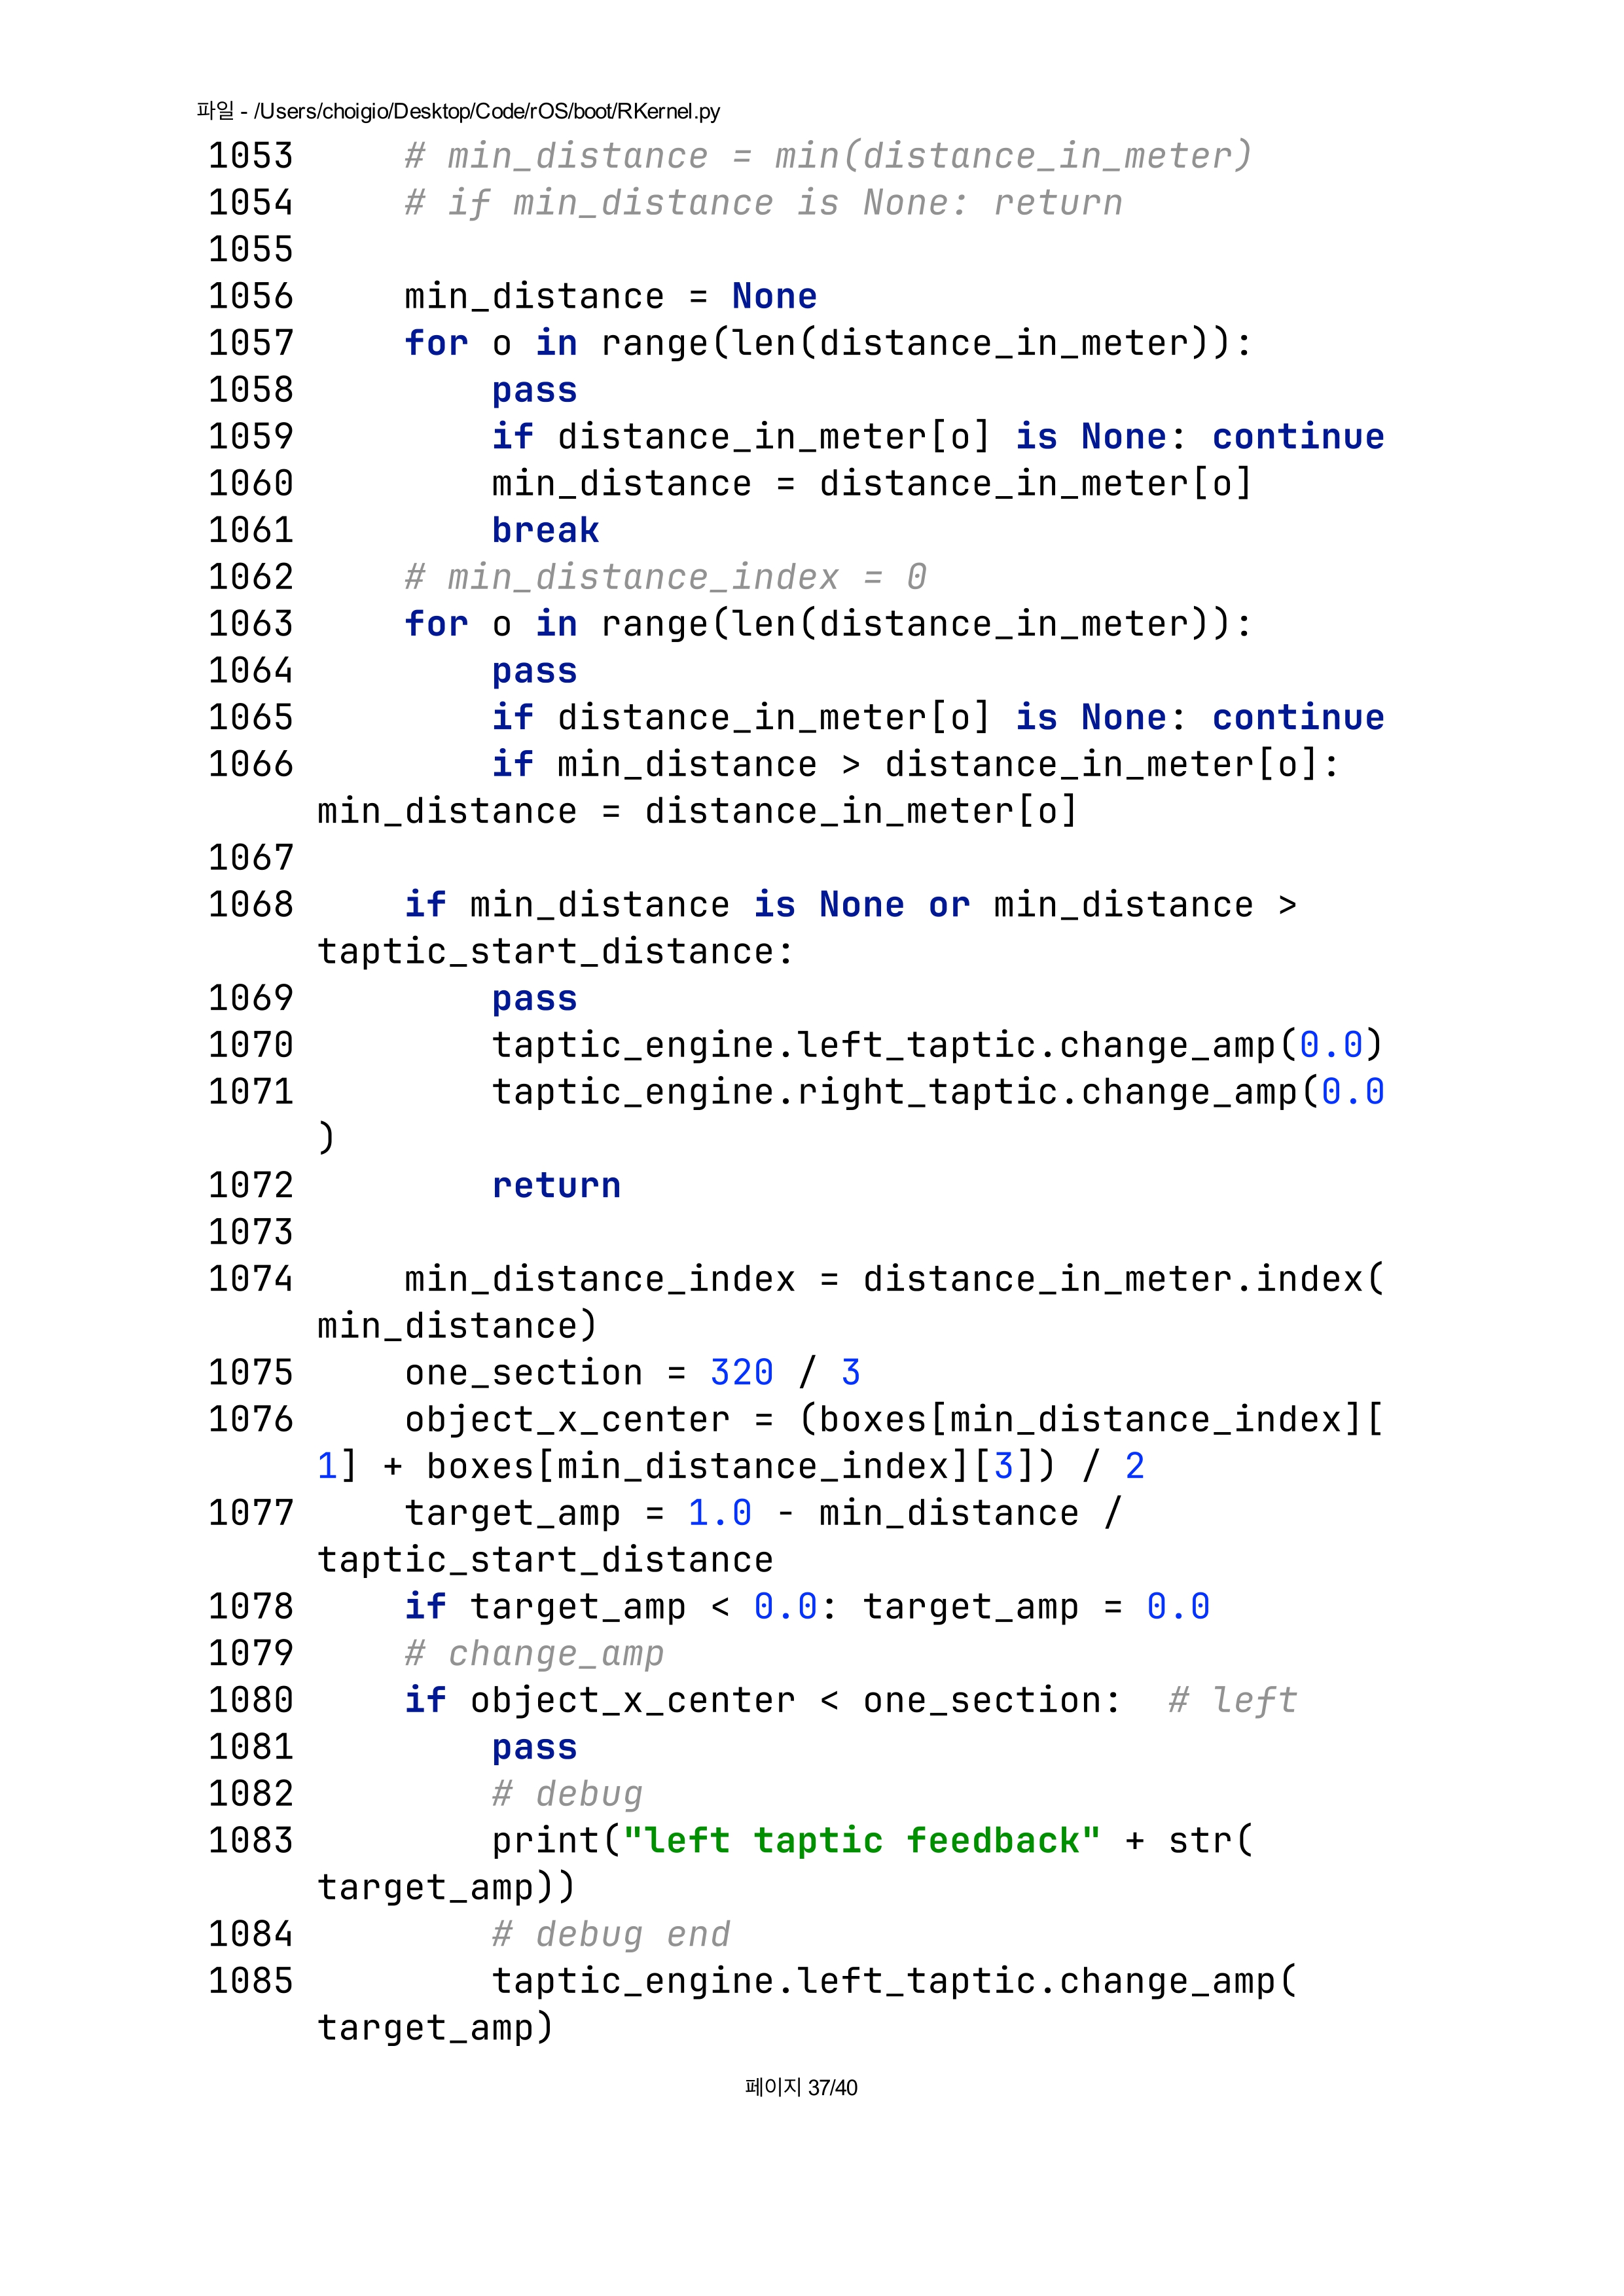 파일 - /Users/choigio/Desktop/Code/rOS/boot/RKernel.py
1053     # min_distance = min(distance_in_meter)
1054     # if min_distance is None: return
1055
1056     min_distance = None
1057     for o in range(len(distance_in_meter)):
1058         pass
1059         if distance_in_meter[o] is None: continue
1060         min_distance = distance_in_meter[o]
1061         break
1062     # min_distance_index = 0
1063     for o in range(len(distance_in_meter)):
1064         pass
1065         if distance_in_meter[o] is None: continue
1066         if min_distance > distance_in_meter[o]:
min_distance = distance_in_meter[o]
1067
1068     if min_distance is None or min_distance >
taptic_start_distance:
1069         pass
1070         taptic_engine.left_taptic.change_amp(0.0)
1071         taptic_engine.right_taptic.change_amp(0.0
)
1072         return
1073
1074     min_distance_index = distance_in_meter.index(
min_distance)
1075     one_section = 320 / 3
1076     object_x_center = (boxes[min_distance_index][
1] + boxes[min_distance_index][3]) / 2
1077     target_amp = 1.0 - min_distance /
taptic_start_distance
1078     if target_amp < 0.0: target_amp = 0.0
1079     # change_amp
1080     if object_x_center < one_section:  # left
1081         pass
1082         # debug
1083         print("left taptic feedback" + str(
target_amp))
1084         # debug end
1085         taptic_engine.left_taptic.change_amp(
target_amp)
페이지 37/40